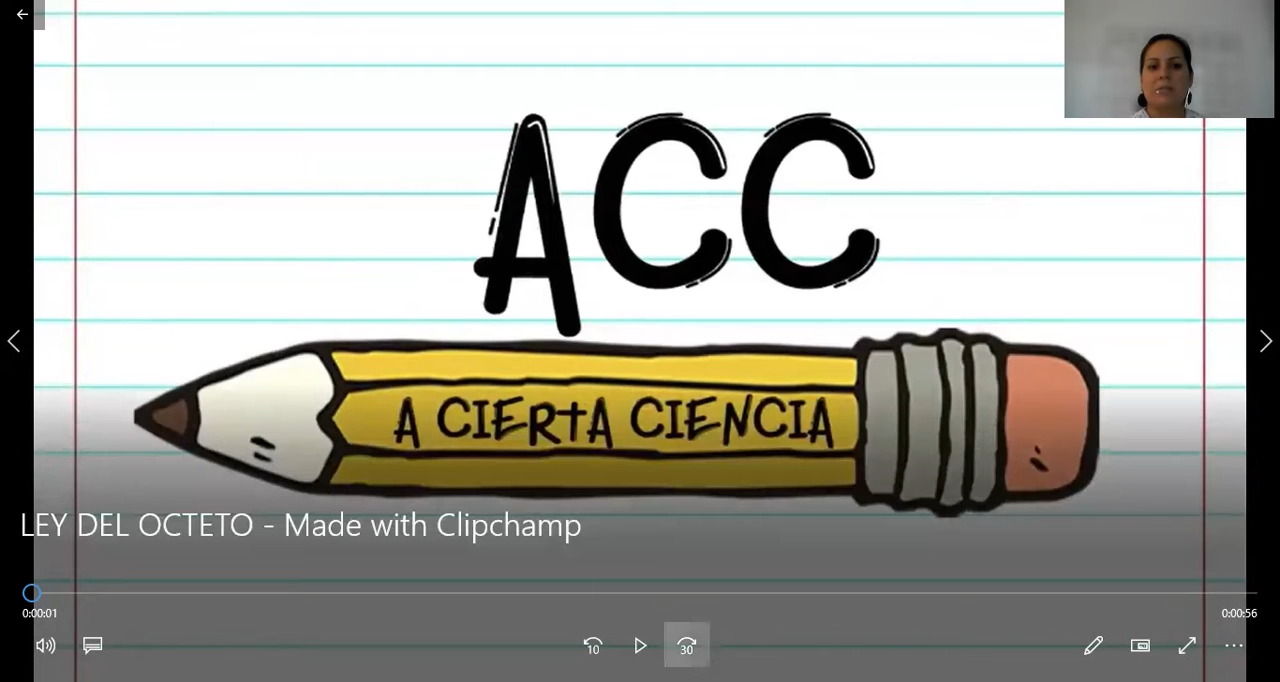 ACC
A CIERTA CIENCIA
LEY DEL OCTETO - Made with Clipchamp
0:00:01
0:00:56
10
30